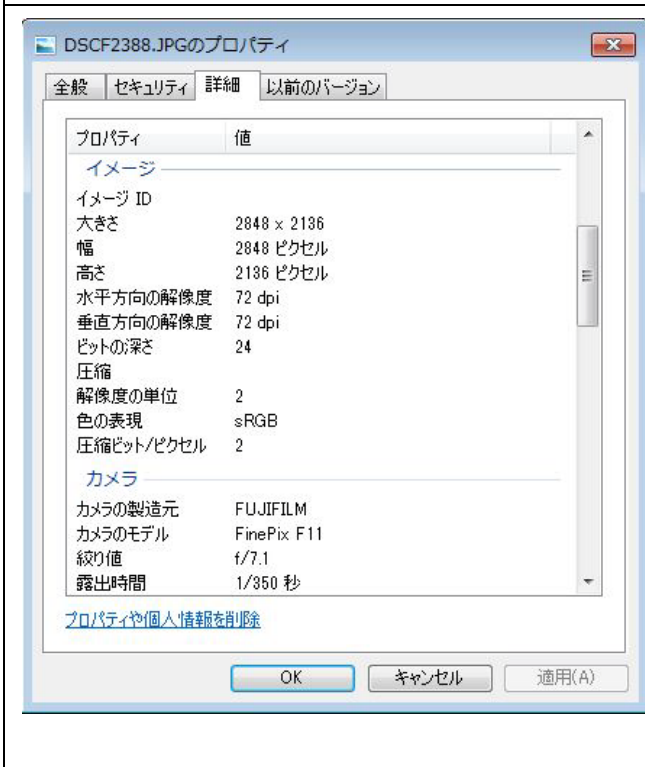 DSCF2388.JPGのプロパティ
全般 セキュリティ 詳細 以前のバージョン
プロパティ 値
イメージ
イメージ ID
大きさ 2848 x 2136
幅 2848 ピクセル
高さ 2136 ピクセル
水平方向の解像度 72 dpi
垂直方向の解像度 72 dpi
ビットの深さ 24
圧縮
解像度の単位 2
色の表現 sRGB
圧縮ビット/ピクセル 2
カメラ
カメラの製造元 FUJIFILM
カメラのモデル FinePix F11
絞り値 f/7.1
露出時間 1/350 秒
プロパティや個人情報を削除
OK キャンセル 適用(A)